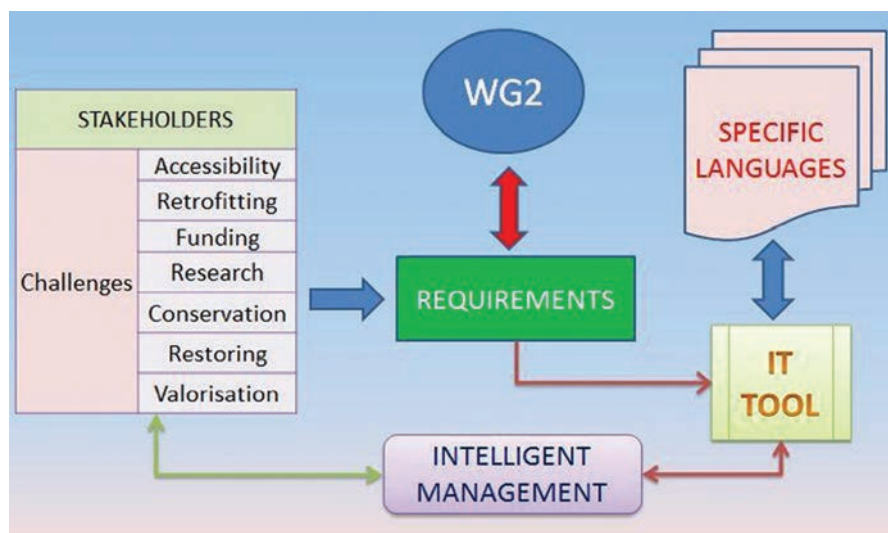 STAKEHOLDERS
Challenges
Accessibility
Retrofitting
Funding
Research
Conservation
Restoring
Valorisation
WG2
REQUIREMENTS
SPECIFIC
LANGUAGES
IT
TOOL
INTELLIGENT
MANAGEMENT